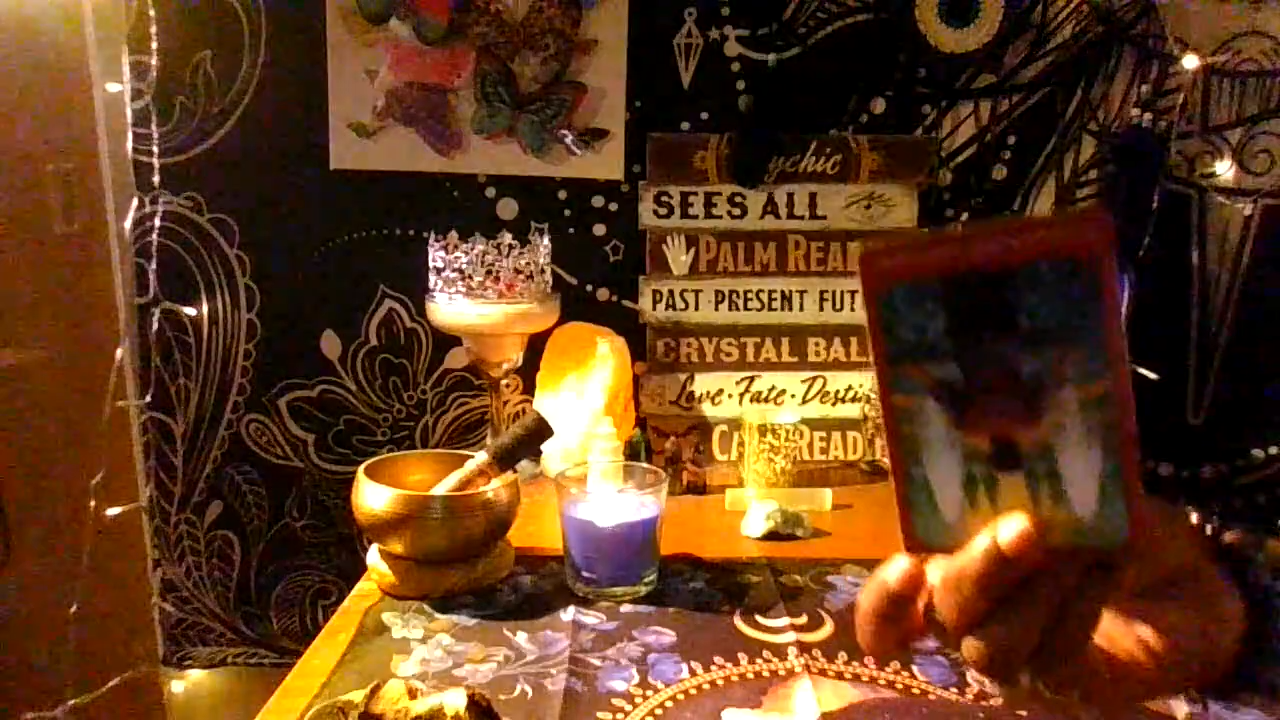 ychic
SEES ALL
PALM REA
PAST·PRESENT FUT
CRYSTAL BAL
Love·Fate·Desti
CA READ